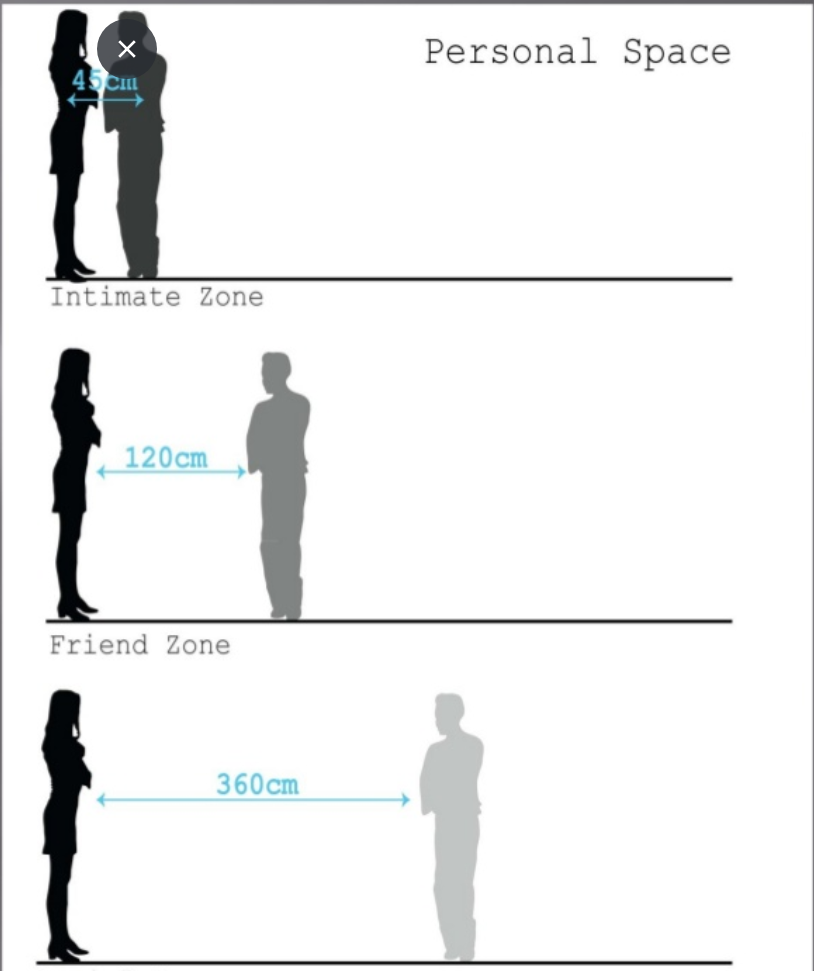 Personal Space
45cm
Intimate Zone
120cm
Friend Zone
360cm